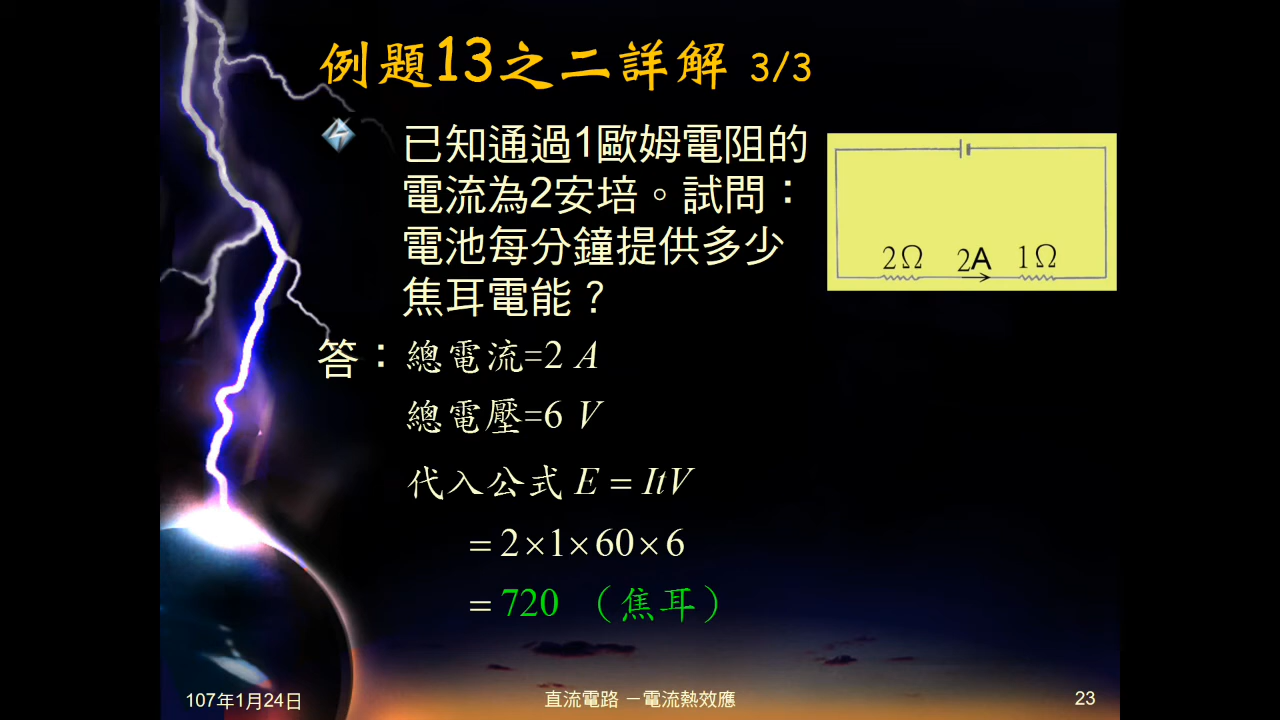 例題13之二詳解 3/3
已知通過1歐姆電阻的
電流為2安培。試問：
電池每分鐘提供多少
焦耳電能？
2Ω 2A 1Ω
答：總電流=2 A
總電壓=6 V
代入公式 E = ItV
= 2×1×60×6
= 720 （焦耳）
107年1月24日 直流電路 －電流熱效應 23